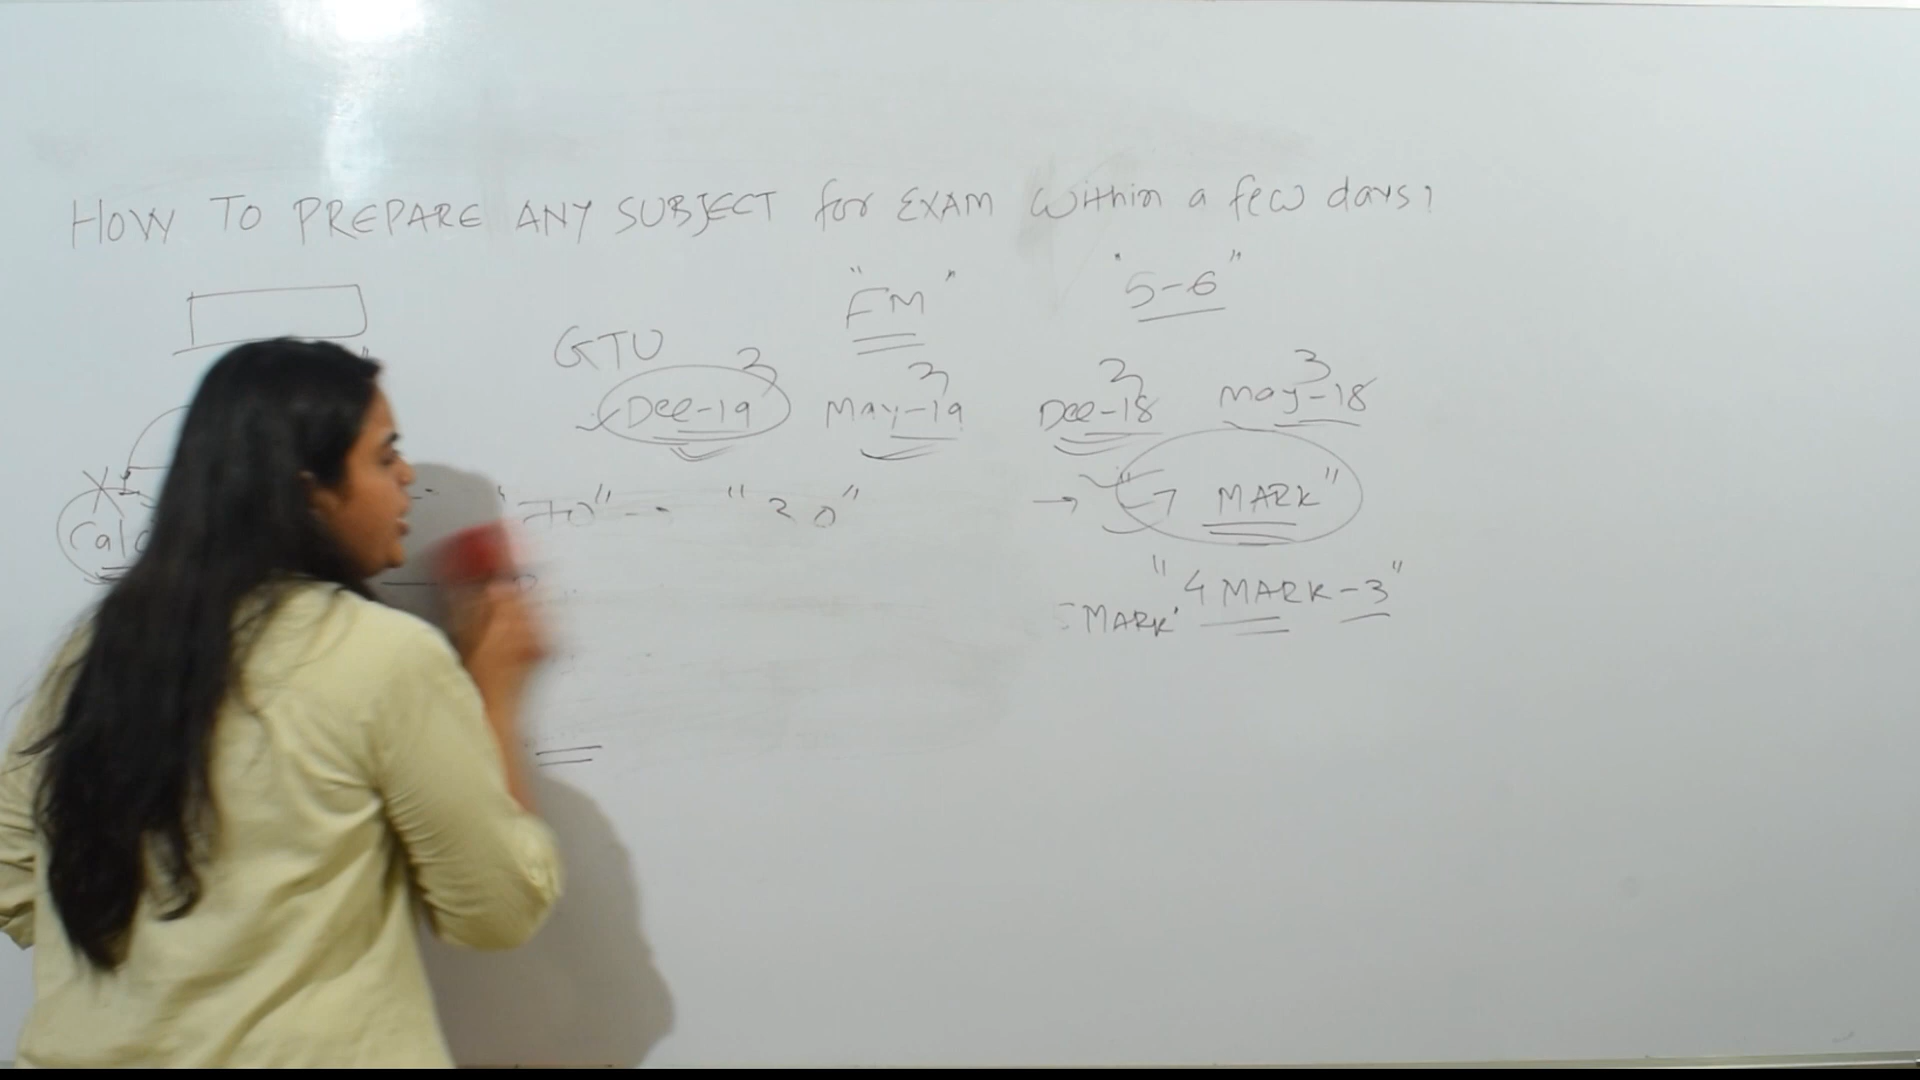 HOW TO PREPARE ANY SUBJECT for EXAM within a few days?
"FM" "5-6"
GTU
3 3 3 3
Dec-19 May-19 Dec-18 May-18
"70" -- "20" → "7 MARK"
"4 MARK-3"
MARK'